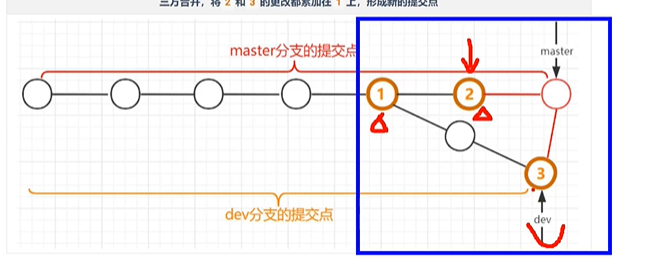 三方合并，将 2 和 3 的更改都累加在 1 上，形成新的提交点
master分支的提交点
master
1
2
3
dev
dev分支的提交点